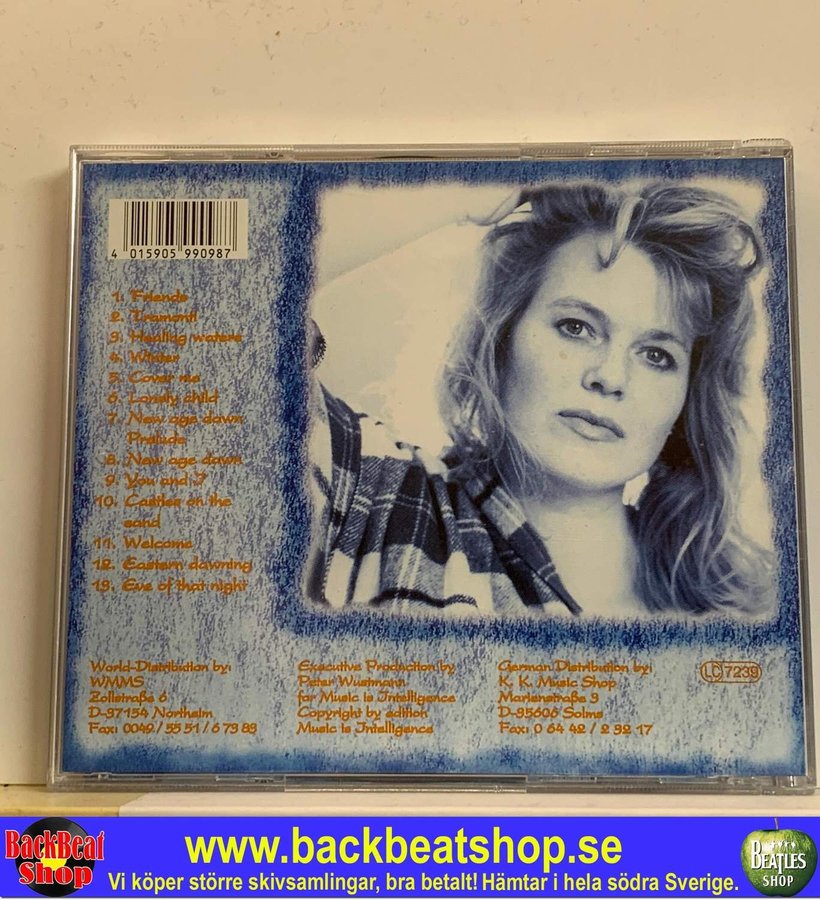 4 015905 990987
1. Friends
2. Tramonti
3. Healing waters
4. Winter
5. Cover me
6. Lonely child
7. New age dawn
Prelude
8. New age dawn
9. You and I
10. Castles on the
sand
11. Welcome
12. Eastern dawning
13. Eve of that night
World-Distribution by:
WMMS
Zollstraße 6
D-37154 Northeim
Fax: 0049 / 55 51 / 6 73 83
Executive Production by
Peter Wustmann
for Music is Intelligence
Copyright by edition
Music is Intelligence
German Distribution by:
K. K. Music Shop
Marienstraße 3
D-35606 Solms
Fax: 0 64 42 / 2 32 17
LC 7239
BackBeat
Shop
www.backbeatshop.se
Vi köper större skivsamlingar, bra betalt! Hämtar i hela södra Sverige.
THE
BEATLES
SHOP